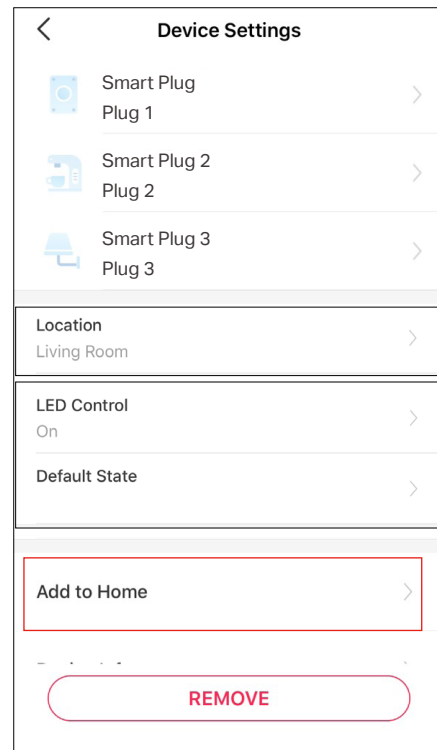 Device Settings
Smart Plug
Plug 1
Smart Plug 2
Plug 2
Smart Plug 3
Plug 3
Location
Living Room
LED Control
On
Default State
Add to Home
REMOVE